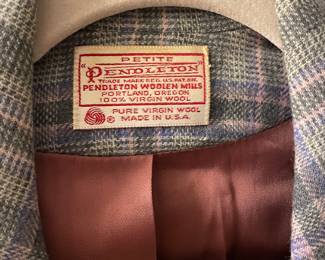 PETITE
"PENDLETON"
TRADE MARK REG. U.S. PAT. OFF.
PENDLETON WOOLEN MILLS
PORTLAND, OREGON
100% VIRGIN WOOL
PURE VIRGIN WOOL
® MADE IN U.S.A.